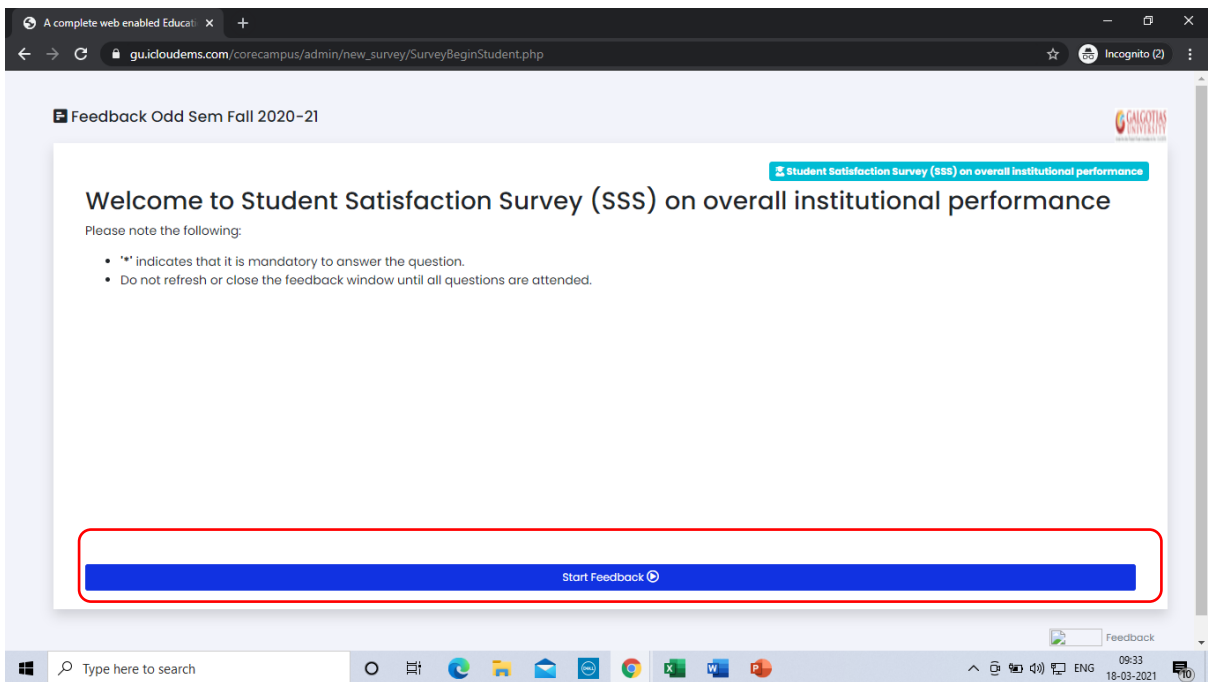 A complete web enabled Educati
gu.icloudems.com/corecampus/admin/new_survey/SurveyBeginStudent.php
Incognito (2)
Feedback Odd Sem Fall 2020-21
GALGOTIAS
UNIVERSITY
Student Satisfaction Survey (SSS) on overall institutional performance
Welcome to Student Satisfaction Survey (SSS) on overall institutional performance
Please note the following:
• '*' indicates that it is mandatory to answer the question.
• Do not refresh or close the feedback window until all questions are attended.
Start Feedback
Feedback
Type here to search
DELL
ENG
09:33
18-03-2021
10